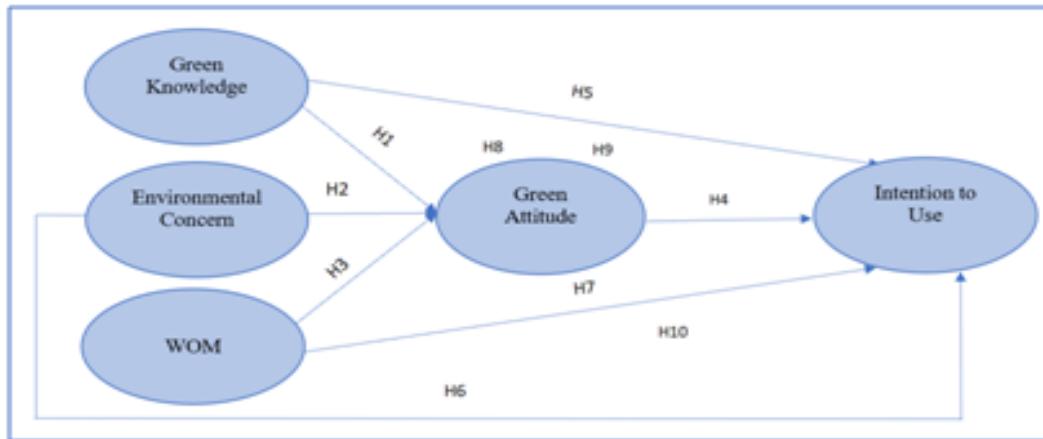 Green
Knowledge
H5
H1
H8
H9
Environmental
Concern
H2
Green
Attitude
H4
Intention to
Use
H3
H7
WOM
H10
H6